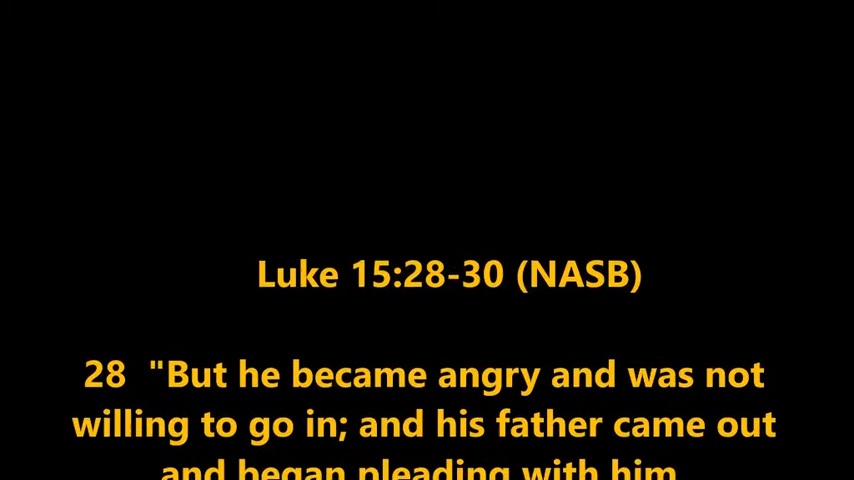 Luke 15:28-30 (NASB)
28 "But he became angry and was not
willing to go in; and his father came out
and began pleading with him